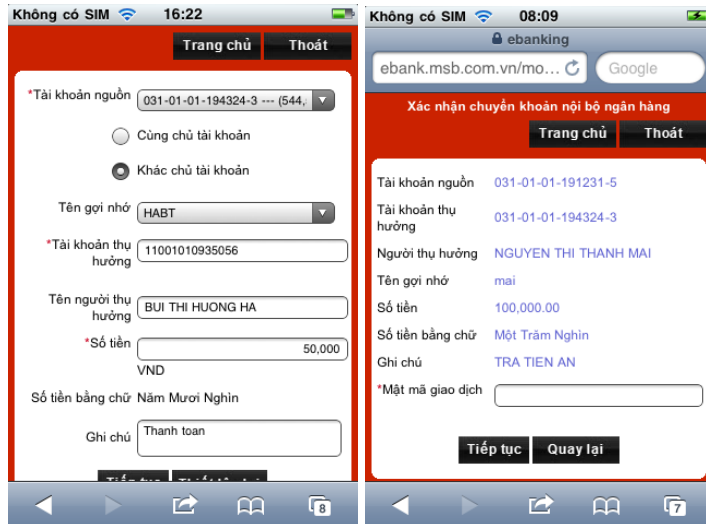 Không có SIM 16:22
Trang chủ Thoát
*Tài khoản nguồn 031-01-01-194324-3 --- (544,
Cùng chủ tài khoản
Khác chủ tài khoản
Tên gợi nhớ HABT
*Tài khoản thụ hưởng 11001010935056
Tên người thụ hưởng BUI THI HUONG HA
*Số tiền 50,000
VND
Số tiền bằng chữ Năm Mươi Nghìn
Ghi chú Thanh toan
Tiếp tục Thiết lập lại
8
Không có SIM 08:09
ebanking
ebank.msb.com.vn/mo... Google
Xác nhận chuyển khoản nội bộ ngân hàng
Trang chủ Thoát
Tài khoản nguồn 031-01-01-191231-5
Tài khoản thụ hưởng 031-01-01-194324-3
Người thụ hưởng NGUYEN THI THANH MAI
Tên gợi nhớ mai
Số tiền 100,000.00
Số tiền bằng chữ Một Trăm Nghìn
Ghi chú TRA TIEN AN
*Mật mã giao dịch
Tiếp tục Quay lại
7